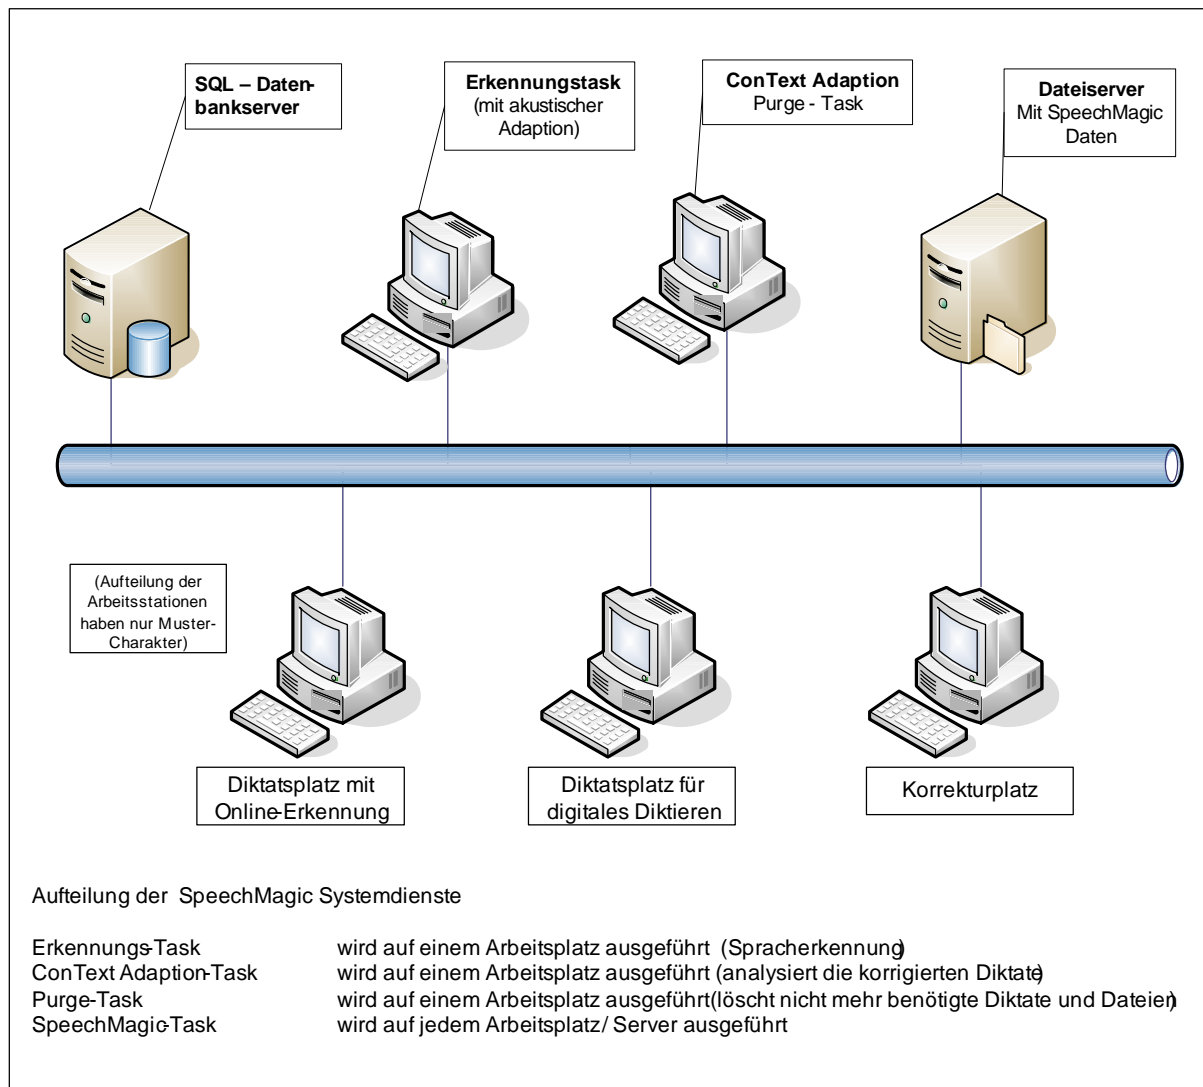 SQL – Daten-
bankserver
Erkennungstask
(mit akustischer
Adaption)
ConText Adaption
Purge - Task
Dateiserver
Mit SpeechMagic
Daten
(Aufteilung der
Arbeitsstationen
haben nur Muster-
Charakter)
Diktatsplatz mit
Online-Erkennung
Diktatsplatz für
digitales Diktieren
Korrekturplatz
Aufteilung der SpeechMagic Systemdienste
Erkennungs-Task wird auf einem Arbeitsplatz ausgeführt (Spracherkennung)
ConText Adaption-Task wird auf einem Arbeitsplatz ausgeführt (analysiert die korrigierten Diktate)
Purge-Task wird auf einem Arbeitsplatz ausgeführt(löscht nicht mehr benötigte Diktate und Dateien)
SpeechMagic-Task wird auf jedem Arbeitsplatz/ Server ausgeführt